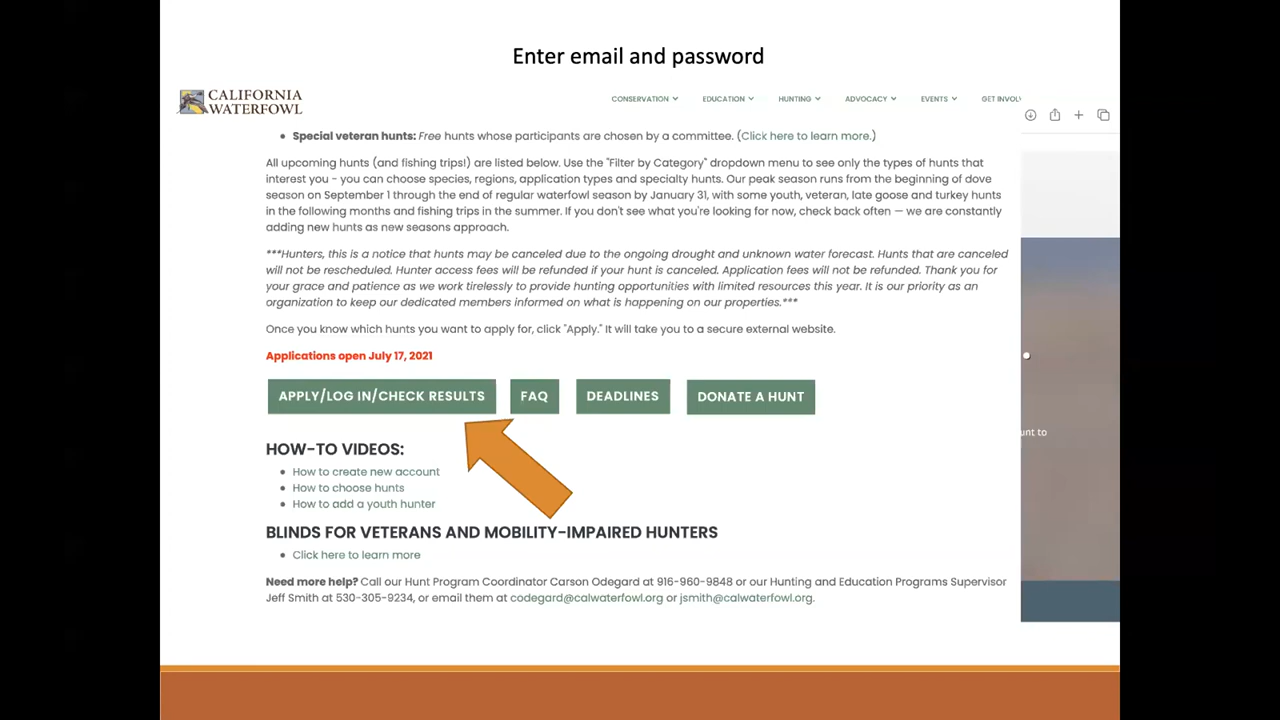 Enter email and password
CALIFORNIA
WATERFOWL
CONSERVATION EDUCATION HUNTING ADVOCACY EVENTS GET INVOL
• Special veteran hunts: Free hunts whose participants are chosen by a committee. (Click here to learn more.)
All upcoming hunts (and fishing trips!) are listed below. Use the "Filter by Category" dropdown menu to see only the types of hunts that
interest you - you can choose species, regions, application types and specialty hunts. Our peak season runs from the beginning of dove
season on September 1 through the end of regular waterfowl season by January 31, with some youth, veteran, late goose and turkey hunts
in the following months and fishing trips in the summer. If you don't see what you're looking for now, check back often — we are constantly
adding new hunts as new seasons approach.
***Hunters, this is a notice that hunts may be canceled due to the ongoing drought and unknown water forecast. Hunts that are canceled
will not be rescheduled. Hunter access fees will be refunded if your hunt is canceled. Application fees will not be refunded. Thank you for
your grace and patience as we work tirelessly to provide hunting opportunities with limited resources this year. It is our priority as an
organization to keep our dedicated members informed on what is happening on our properties.***
Once you know which hunts you want to apply for, click "Apply." It will take you to a secure external website.
Applications open July 17, 2021
APPLY/LOG IN/CHECK RESULTS FAQ DEADLINES DONATE A HUNT
unt to
HOW-TO VIDEOS:
• How to create new account
• How to choose hunts
• How to add a youth hunter
BLINDS FOR VETERANS AND MOBILITY-IMPAIRED HUNTERS
• Click here to learn more
Need more help? Call our Hunt Program Coordinator Carson Odegard at 916-960-9848 or our Hunting and Education Programs Supervisor
Jeff Smith at 530-305-9234, or email them at codegard@calwaterfowl.org or jsmith@calwaterfowl.org.